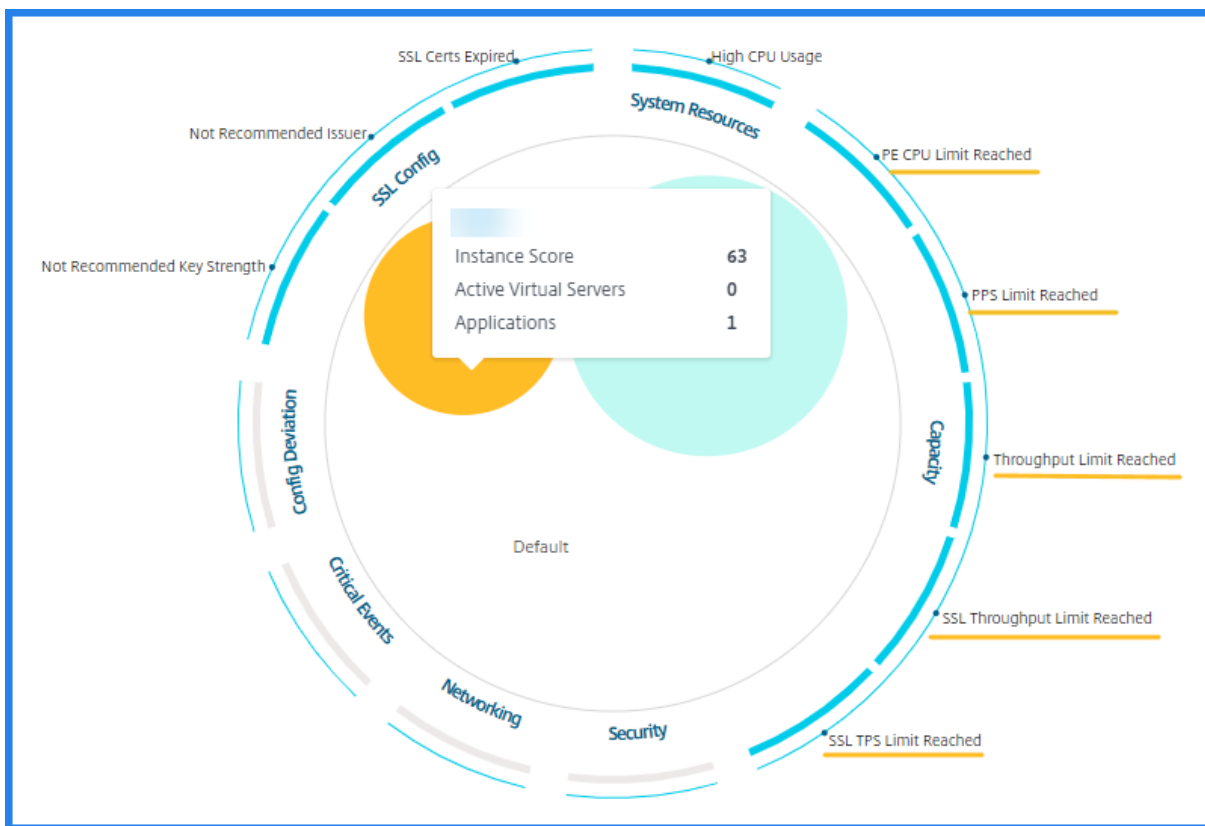 SSL Certs Expired
High CPU Usage
System Resources
Not Recommended Issuer
PE CPU Limit Reached
SSL Config
Not Recommended Key Strength
Instance Score 63
Active Virtual Servers 0
Applications 1
PPS Limit Reached
Config Deviation
Capacity
Throughput Limit Reached
Default
Critical Events
SSL Throughput Limit Reached
Networking
Security
SSL TPS Limit Reached